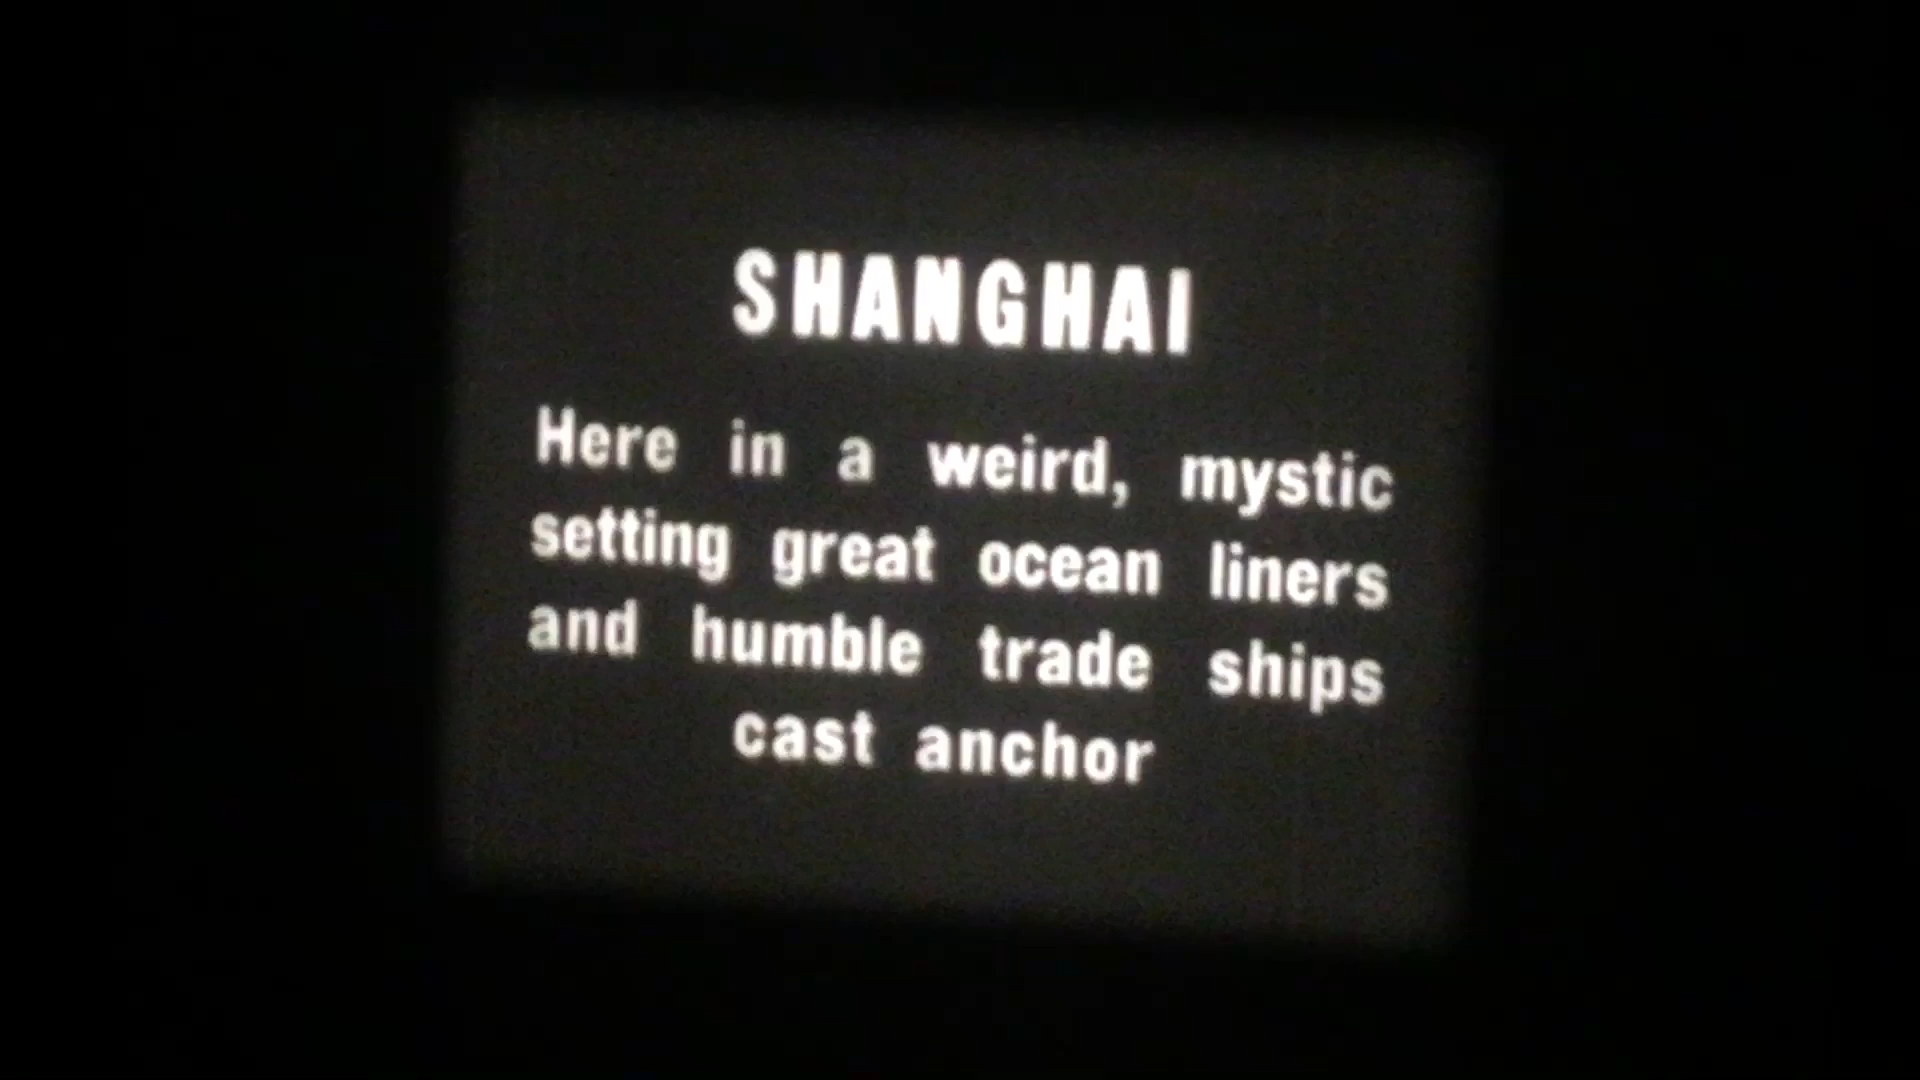 SHANGHAI
Here in a weird, mystic
setting great ocean liners
and humble trade ships
cast anchor